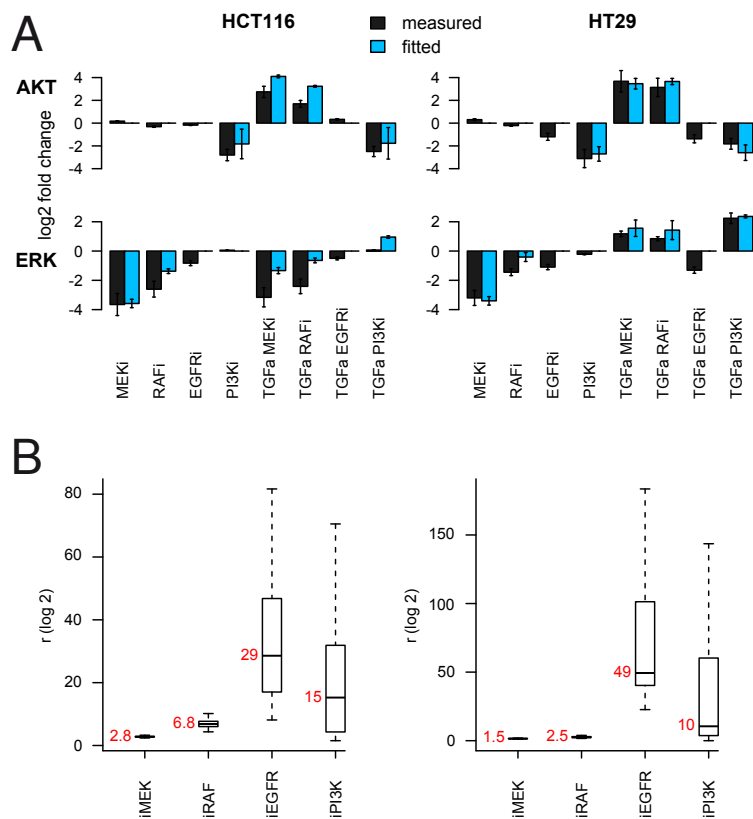 A
HCT116
measured
fitted
HT29
AKT
ERK
log2 fold change
4
2
0
-2
-4
4
2
0
-2
-4
2
0
-2
-4
2
0
-2
-4
MEKi
RAFi
EGFRi
PI3Ki
TGFa MEKi
TGFa RAFi
TGFa EGFRi
TGFa PI3Ki
MEKi
RAFi
EGFRi
PI3Ki
TGFa MEKi
TGFa RAFi
TGFa EGFRi
TGFa PI3Ki
B
r (log 2)
80
60
40
20
0
2.8
6.8
29
15
iMEK
iRAF
iEGFR
iPI3K
r (log 2)
150
100
50
0
1.5
2.5
49
10
iMEK
iRAF
iEGFR
iPI3K